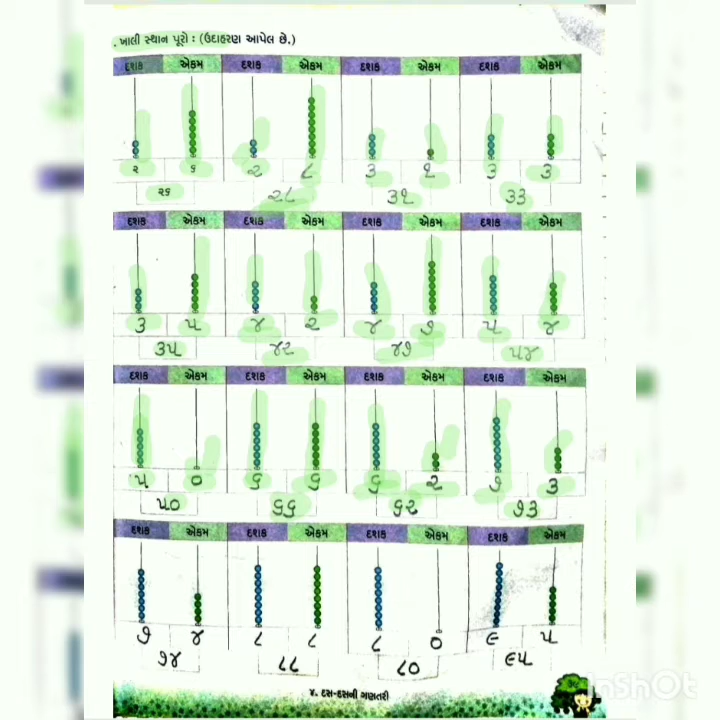 . ખાલી સ્થાન પૂરો : (ઉદાહરણ આપેલ છે.)
દશક એકમ દશક એકમ દશક એકમ દશક એકમ
૨ ૬ ૨ ૮ ૩ ૧ ૩ ૩
૨૬ ૨૮ ૩૧ ૩૩
દશક એકમ દશક એકમ દશક એકમ દશક એકમ
૩ ૫ ૪ ૨ ૪ ૭ ૫ ૪
૩૫ ૪૨ ૪૭ ૫૪
દશક એકમ દશક એકમ દશક એકમ દશક એકમ
૫ ૦ ૬ ૬ ૬ ૨ ૭ ૩
૫૦ ૬૬ ૬૨ ૭૩
દશક એકમ દશક એકમ દશક એકમ દશક એકમ
૭ ૪ ૮ ૮ ૮ ૦ ૯ ૫
૭૪ ૮૮ ૮૦ ૯૫
૪. દસ-દસની ગણતરી
InShOt